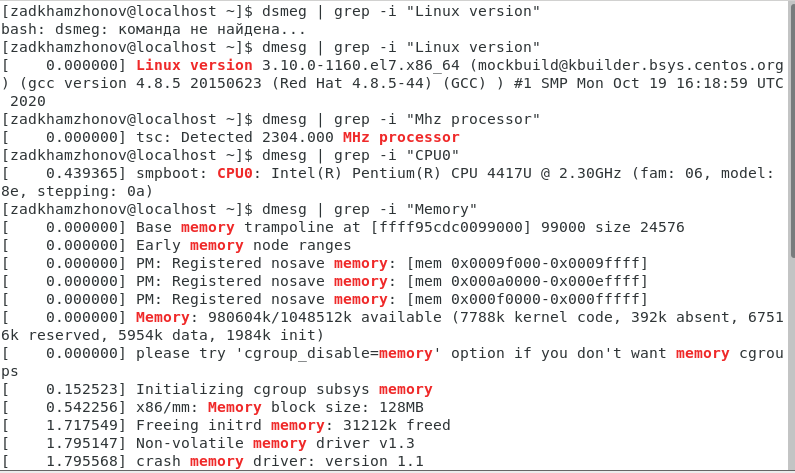 [zadkhamzhonov@localhost ~]$ dsmeg | grep -i "Linux version"
bash: dsmeg: команда не найдена...
[zadkhamzhonov@localhost ~]$ dmesg | grep -i "Linux version"
[    0.000000] Linux version 3.10.0-1160.el7.x86_64 (mockbuild@kbuilder.bsys.centos.org
) (gcc version 4.8.5 20150623 (Red Hat 4.8.5-44) (GCC) ) #1 SMP Mon Oct 19 16:18:59 UTC
 2020
[zadkhamzhonov@localhost ~]$ dmesg | grep -i "Mhz processor"
[    0.000000] tsc: Detected 2304.000 MHz processor
[zadkhamzhonov@localhost ~]$ dmesg | grep -i "CPU0"
[    0.439365] smpboot: CPU0: Intel(R) Pentium(R) CPU 4417U @ 2.30GHz (fam: 06, model:
8e, stepping: 0a)
[zadkhamzhonov@localhost ~]$ dmesg | grep -i "Memory"
[    0.000000] Base memory trampoline at [ffff95cdc0099000] 99000 size 24576
[    0.000000] Early memory node ranges
[    0.000000] PM: Registered nosave memory: [mem 0x0009f000-0x0009ffff]
[    0.000000] PM: Registered nosave memory: [mem 0x000a0000-0x000effff]
[    0.000000] PM: Registered nosave memory: [mem 0x000f0000-0x000fffff]
[    0.000000] Memory: 980604k/1048512k available (7788k kernel code, 392k absent, 6751
6k reserved, 5954k data, 1984k init)
[    0.000000] please try 'cgroup_disable=memory' option if you don't want memory cgrou
ps
[    0.152523] Initializing cgroup subsys memory
[    0.542256] x86/mm: Memory block size: 128MB
[    1.717549] Freeing initrd memory: 31212k freed
[    1.795147] Non-volatile memory driver v1.3
[    1.795568] crash memory driver: version 1.1